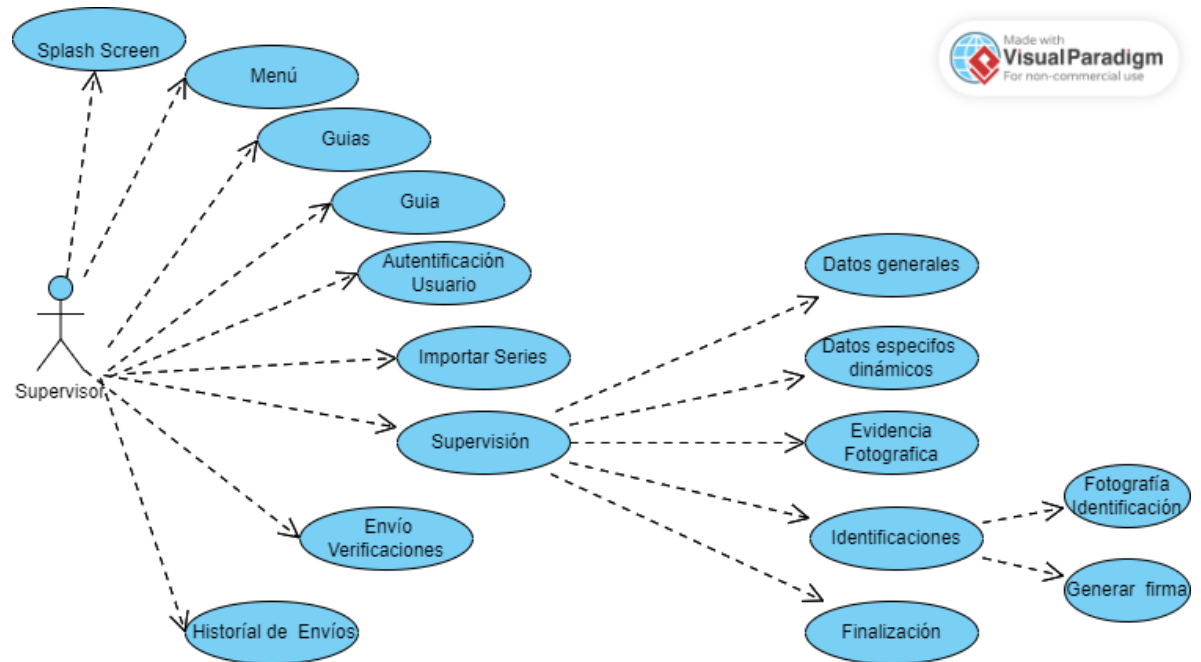 Splash Screen
Made with
Visual Paradigm
For non-commercial use
Menú
Guias
Guia
Autentificación
Usuario
Datos generales
Importar Series
Datos especifos
dinámicos
Supervisor
Supervisión
Evidencia
Fotografica
Fotografía
Identificación
Envío
Verificaciones
Identificaciones
Generar firma
Historíal de Envíos
Finalización